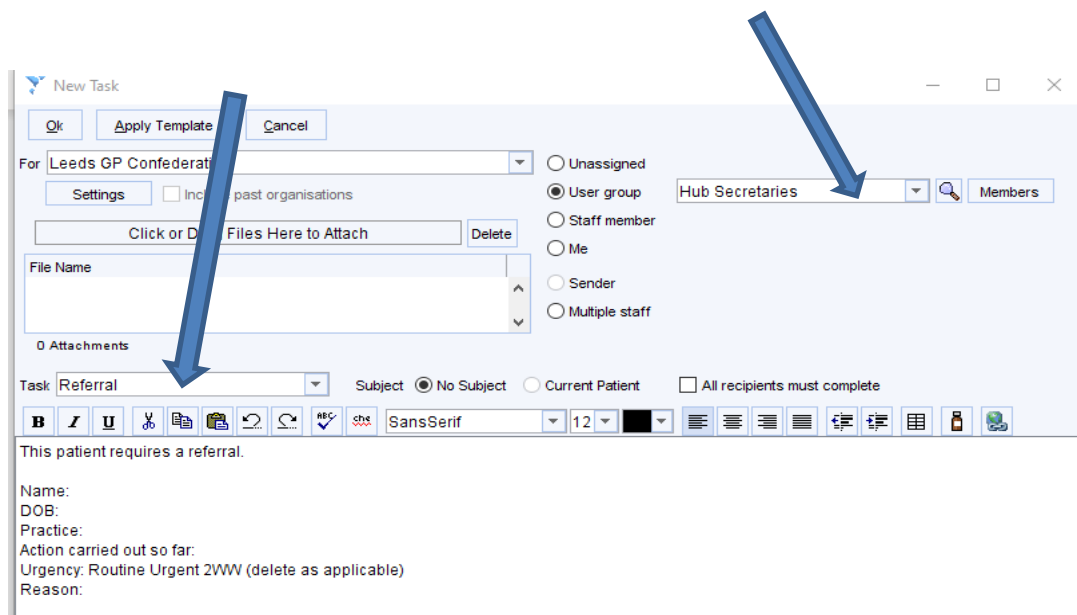 New Task
Ok Apply Template Cancel
For Leeds GP Confederati
Unassigned
Settings past organisations
User group Hub Secretaries Members
Staff member
Click or Files Here to Attach Delete
Me
File Name
Sender
Multiple staff
0 Attachments
Task Referral Subject No Subject Current Patient All recipients must complete
B I U ABC abc SansSerif 12
This patient requires a referral.
Name:
DOB:
Practice:
Action carried out so far:
Urgency: Routine Urgent 2WW (delete as applicable)
Reason: